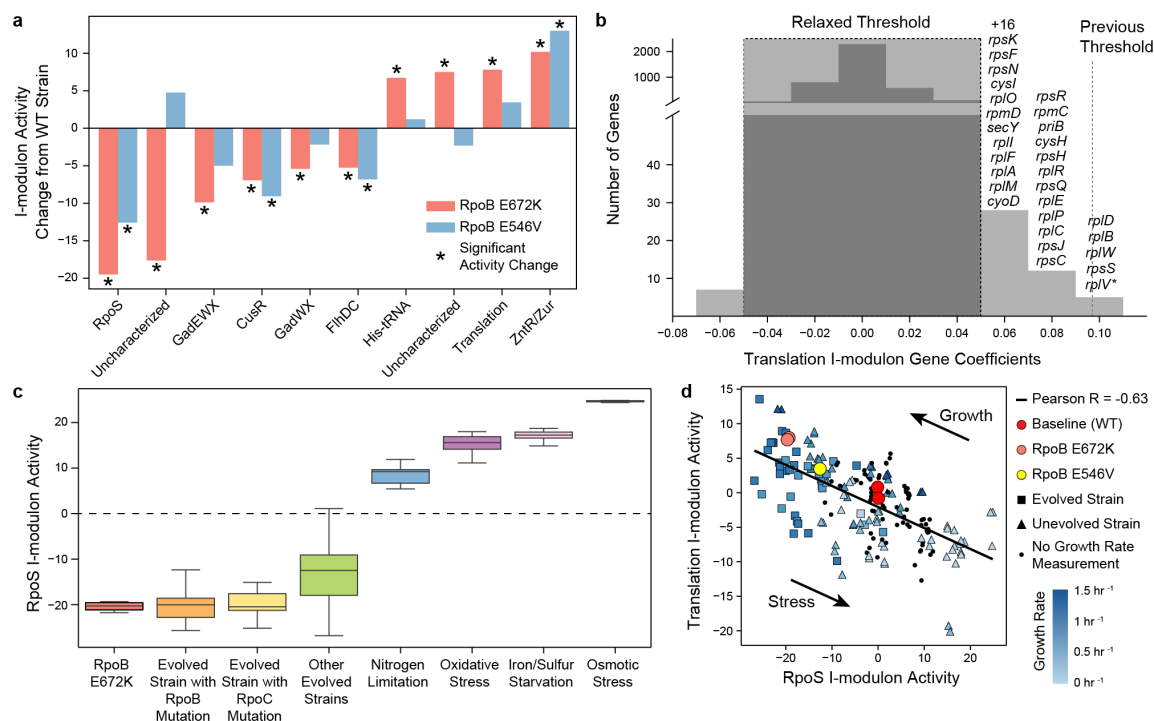 a
I-modulon Activity
Change from WT Strain
10
5
0
−5
−10
−15
−20
*
*
*
*
*
*
*
*
*
*
*
*
*
RpoB E672K
RpoB E546V
* Significant
Activity Change
RpoS
Uncharacterized
GadEWX
CusR
GadWX
FlhDC
His-tRNA
Uncharacterized
Translation
ZntR/Zur
b
Relaxed Threshold
Previous
Threshold
Number of Genes
2000
1000
40
30
20
10
+16
rpsK
rpsF
rpsN
cysI
rplO
rpmD
secY
rplI
rplF
rplA
rplM
cyoD
rpsR
rpmC
priB
cysH
rpsH
rplR
rpsQ
rplE
rplP
rplC
rpsJ
rpsC
rplD
rplB
rplW
rpsS
rplV*
−0.08
−0.06
−0.04
−0.02
0.00
0.02
0.04
0.06
0.08
0.10
Translation I-modulon Gene Coefficients
c
RpoS I-modulon Activity
20
10
0
−10
−20
RpoB
E672K
Evolved
Strain with
RpoB
Mutation
Evolved
Strain with
RpoC
Mutation
Other
Evolved
Strains
Nitrogen
Limitation
Oxidative
Stress
Iron/Sulfur
Starvation
Osmotic
Stress
d
Translation I-modulon Activity
15
10
5
0
−5
−10
−15
−20
Growth
Stress
−20
−10
0
10
20
RpoS I-modulon Activity
Pearson R = -0.63
Baseline (WT)
RpoB E672K
RpoB E546V
Evolved Strain
Unevolved Strain
No Growth Rate
Measurement
Growth Rate
1.5 hr -1
1 hr -1
0.5 hr -1
0 hr -1